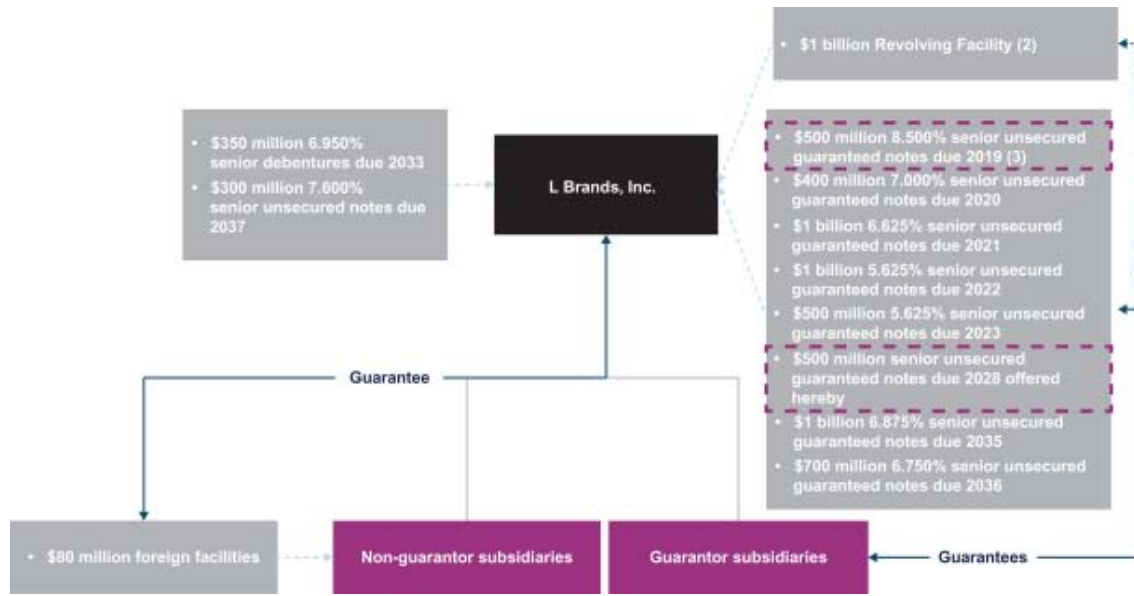 • $1 billion Revolving Facility (2)
• $350 million 6.950%
senior debentures due 2033
• $300 million 7.600%
senior unsecured notes due
2037
L Brands, Inc.
• $500 million 8.500% senior unsecured
guaranteed notes due 2019 (3)
• $400 million 7.000% senior unsecured
guaranteed notes due 2020
• $1 billion 6.625% senior unsecured
guaranteed notes due 2021
• $1 billion 5.625% senior unsecured
guaranteed notes due 2022
• $500 million 5.625% senior unsecured
guaranteed notes due 2023
• $500 million senior unsecured
guaranteed notes due 2028 offered
hereby
• $1 billion 6.875% senior unsecured
guaranteed notes due 2035
• $700 million 6.750% senior unsecured
guaranteed notes due 2036
Guarantee
• $80 million foreign facilities
Non-guarantor subsidiaries
Guarantor subsidiaries
Guarantees